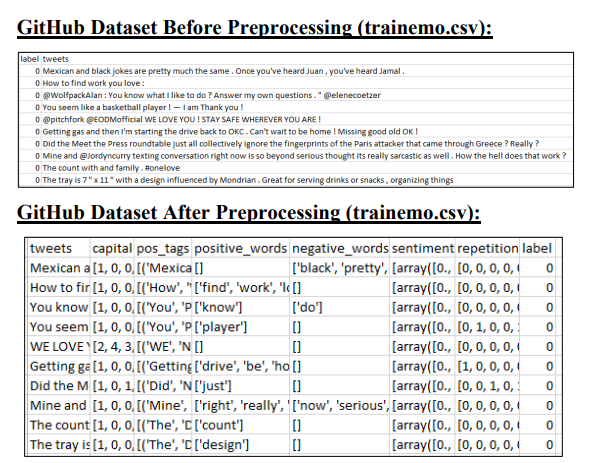 GitHub Dataset Before Preprocessing (trainemo.csv):
label tweets
0 Mexican and black jokes are pretty much the same . Once you've heard Juan , you've heard Jamal .
0 How to find work you love :
0 @WolfpackAlan : You know what I like to do ? Answer my own questions . " @elenecoetzer
0 You seem like a basketball player ! — I am Thank you !
0 @pitchfork @EODMofficial WE LOVE YOU ! STAY SAFE WHEREVER YOU ARE !
0 Getting gas and then I'm starting the drive back to OKC . Can't wait to be home ! Missing good old OK !
0 Did the Meet the Press roundtable just all collectively ignore the fingerprints of the Paris attacker that came through Greece ? Really ?
0 Mine and @Jordyncurry texting conversation right now is so beyond serious thought its really sarcastic as well . How the hell does that work ?
0 The count with and family . #onelove
0 The tray is 7 " x 11 " with a design influenced by Mondrian . Great for serving drinks or snacks , organizing things
GitHub Dataset After Preprocessing (trainemo.csv):
tweets capital pos_tags positive_words negative_words sentiment repetition label
Mexican a [1, 0, 0, [('Mexica [] ['black', 'pretty', [array([0., [0, 0, 0, 0, 0
How to fir [1, 0, 0, [('How', ' ['find', 'work', 'lo [] [array([0., [0, 0, 0, 0, 0
You know [1, 0, 0, [('You', 'P ['know'] ['do'] [array([0., [0, 0, 0, 0, 0
You seem [1, 0, 0, [('You', 'P ['player'] [] [array([0., [0, 1, 0, 0, 0
WE LOVE [2, 4, 3, [('WE', 'N [] [] [array([0., [0, 0, 0, 0, 0
Getting ga [1, 0, 0, [('Getting ['drive', 'be', 'ho [] [array([0., [1, 0, 0, 0, 0
Did the M [1, 0, 1, [('Did', 'N ['just'] [] [array([0., [0, 0, 1, 0, 0
Mine and [1, 0, 0, [('Mine', ['right', 'really', ' ['now', 'serious', [array([0., [0, 0, 0, 0, 0
The count [1, 0, 0, [('The', 'D ['count'] [] [array([0., [0, 0, 0, 0, 0
The tray is [1, 0, 0, [('The', 'D ['design'] [] [array([0., [0, 0, 0, 0, 0